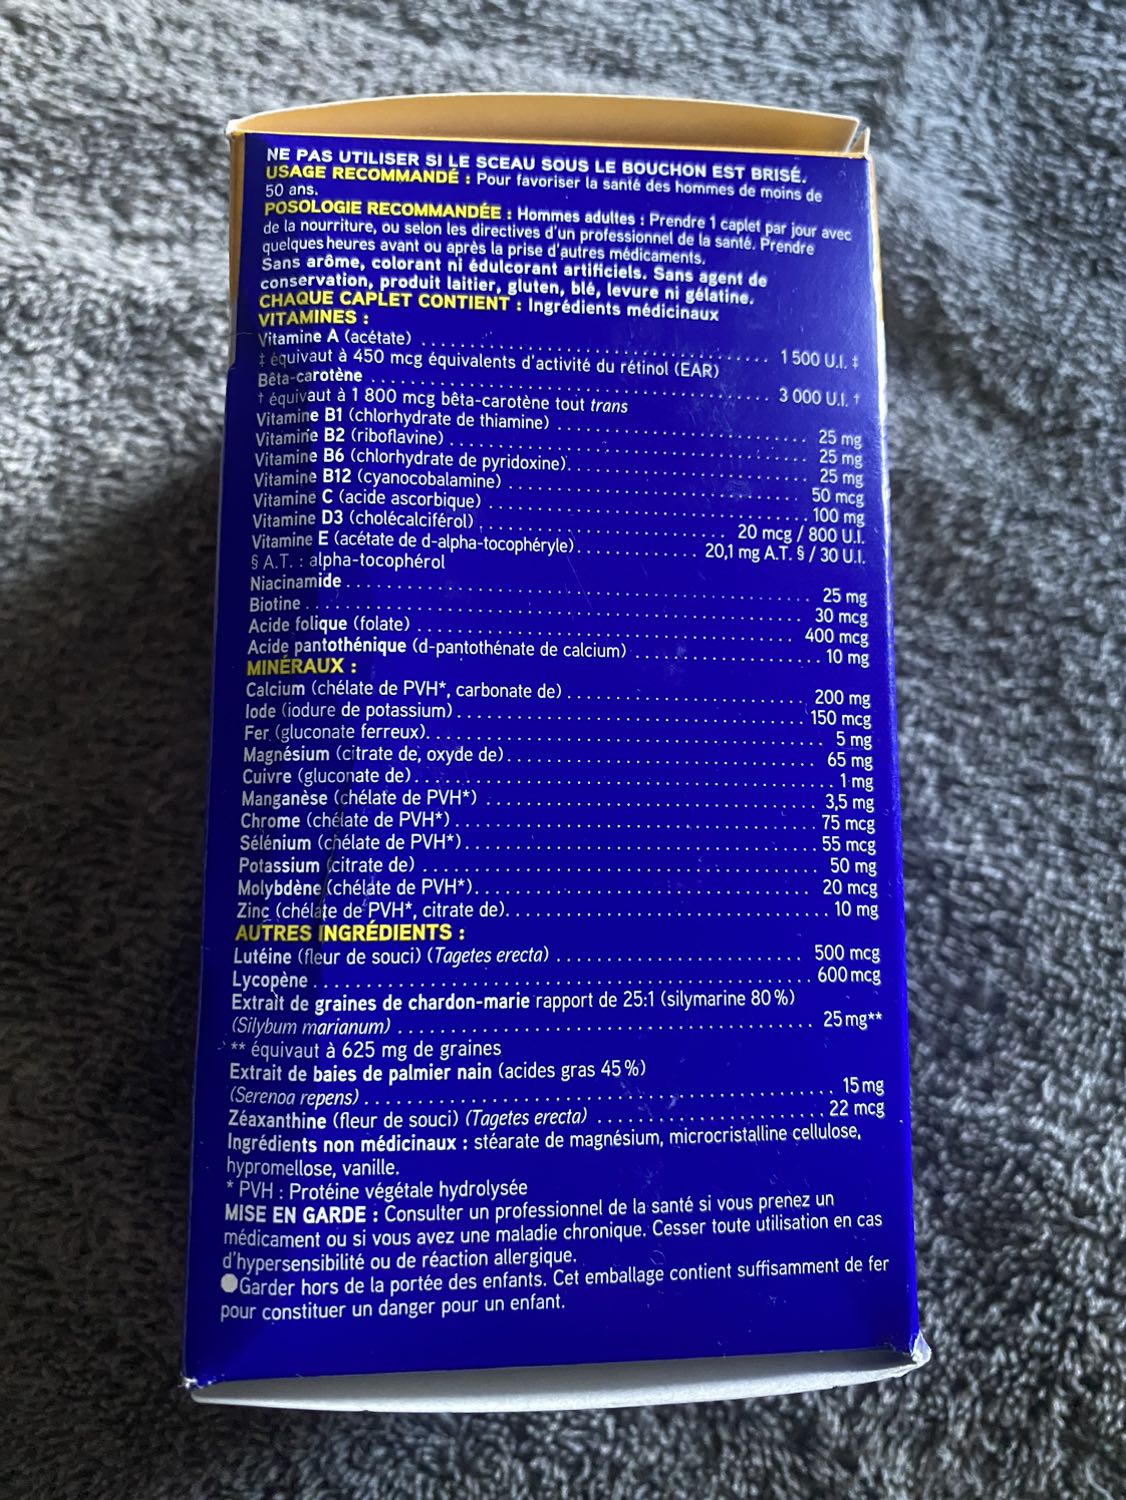 NE PAS UTILISER SI LE SCEAU SOUS LE BOUCHON EST BRISÉ.
USAGE RECOMMANDÉ : Pour favoriser la santé des hommes de moins de
50 ans.
POSOLOGIE RECOMMANDÉE : Hommes adultes : Prendre 1 caplet par jour avec
de la nourriture, ou selon les directives d'un professionnel de la santé. Prendre
quelques heures avant ou après la prise d'autres médicaments.
Sans arôme, colorant ni édulcorant artificiels. Sans agent de
conservation, produit laitier, gluten, blé, levure ni gélatine.
CHAQUE CAPLET CONTIENT : Ingrédients médicinaux
VITAMINES :
Vitamine A (acétate) ........ 1 500 U.I. ‡
‡ équivaut à 450 mcg équivalents d'activité du rétinol (EAR)
Bêta-carotène ........ 3 000 U.I. †
† équivaut à 1 800 mcg bêta-carotène tout trans
Vitamine B1 (chlorhydrate de thiamine) ........ 25 mg
Vitamine B2 (riboflavine) ........ 25 mg
Vitamine B6 (chlorhydrate de pyridoxine) ........ 25 mg
Vitamine B12 (cyanocobalamine) ........ 50 mcg
Vitamine C (acide ascorbique) ........ 100 mg
Vitamine D3 (cholécalciférol) ........ 20 mcg / 800 U.I.
Vitamine E (acétate de d-alpha-tocophéryle) ........ 20,1 mg A.T. § / 30 U.I.
§ A.T. : alpha-tocophérol
Niacinamide ........ 25 mg
Biotine ........ 30 mcg
Acide folique (folate) ........ 400 mcg
Acide pantothénique (d-pantothénate de calcium) ........ 10 mg
MINÉRAUX :
Calcium (chélate de PVH*, carbonate de) ........ 200 mg
Iode (iodure de potassium) ........ 150 mcg
Fer (gluconate ferreux) ........ 5 mg
Magnésium (citrate de, oxyde de) ........ 65 mg
Cuivre (gluconate de) ........ 1 mg
Manganèse (chélate de PVH*) ........ 3,5 mg
Chrome (chélate de PVH*) ........ 75 mcg
Sélénium (chélate de PVH*) ........ 55 mcg
Potassium (citrate de) ........ 50 mg
Molybdène (chélate de PVH*) ........ 20 mcg
Zinc (chélate de PVH*, citrate de) ........ 10 mg
AUTRES INGRÉDIENTS :
Lutéine (fleur de souci) (Tagetes erecta) ........ 500 mcg
Lycopène ........ 600 mcg
Extrait de graines de chardon-marie rapport de 25:1 (silymarine 80 %)
(Silybum marianum) ........ 25 mg**
** équivaut à 625 mg de graines
Extrait de baies de palmier nain (acides gras 45 %)
(Serenoa repens) ........ 15 mg
Zéaxanthine (fleur de souci) (Tagetes erecta) ........ 22 mcg
Ingrédients non médicinaux : stéarate de magnésium, microcristalline cellulose,
hypromellose, vanille.
* PVH : Protéine végétale hydrolysée
MISE EN GARDE : Consulter un professionnel de la santé si vous prenez un
médicament ou si vous avez une maladie chronique. Cesser toute utilisation en cas
d'hypersensibilité ou de réaction allergique.
Garder hors de la portée des enfants. Cet emballage contient suffisamment de fer
pour constituer un danger pour un enfant.